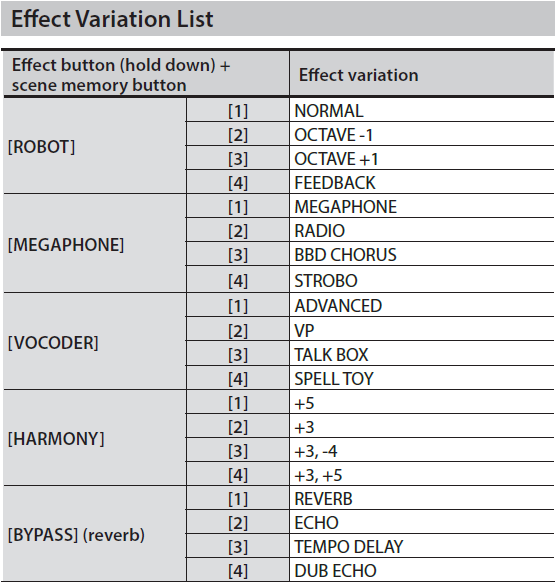 Effect Variation List
Effect button (hold down) +
scene memory button
Effect variation
[ROBOT]
[1] NORMAL
[2] OCTAVE -1
[3] OCTAVE +1
[4] FEEDBACK
[MEGAPHONE]
[1] MEGAPHONE
[2] RADIO
[3] BBD CHORUS
[4] STROBO
[VOCODER]
[1] ADVANCED
[2] VP
[3] TALK BOX
[4] SPELL TOY
[HARMONY]
[1] +5
[2] +3
[3] +3, -4
[4] +3, +5
[BYPASS] (reverb)
[1] REVERB
[2] ECHO
[3] TEMPO DELAY
[4] DUB ECHO